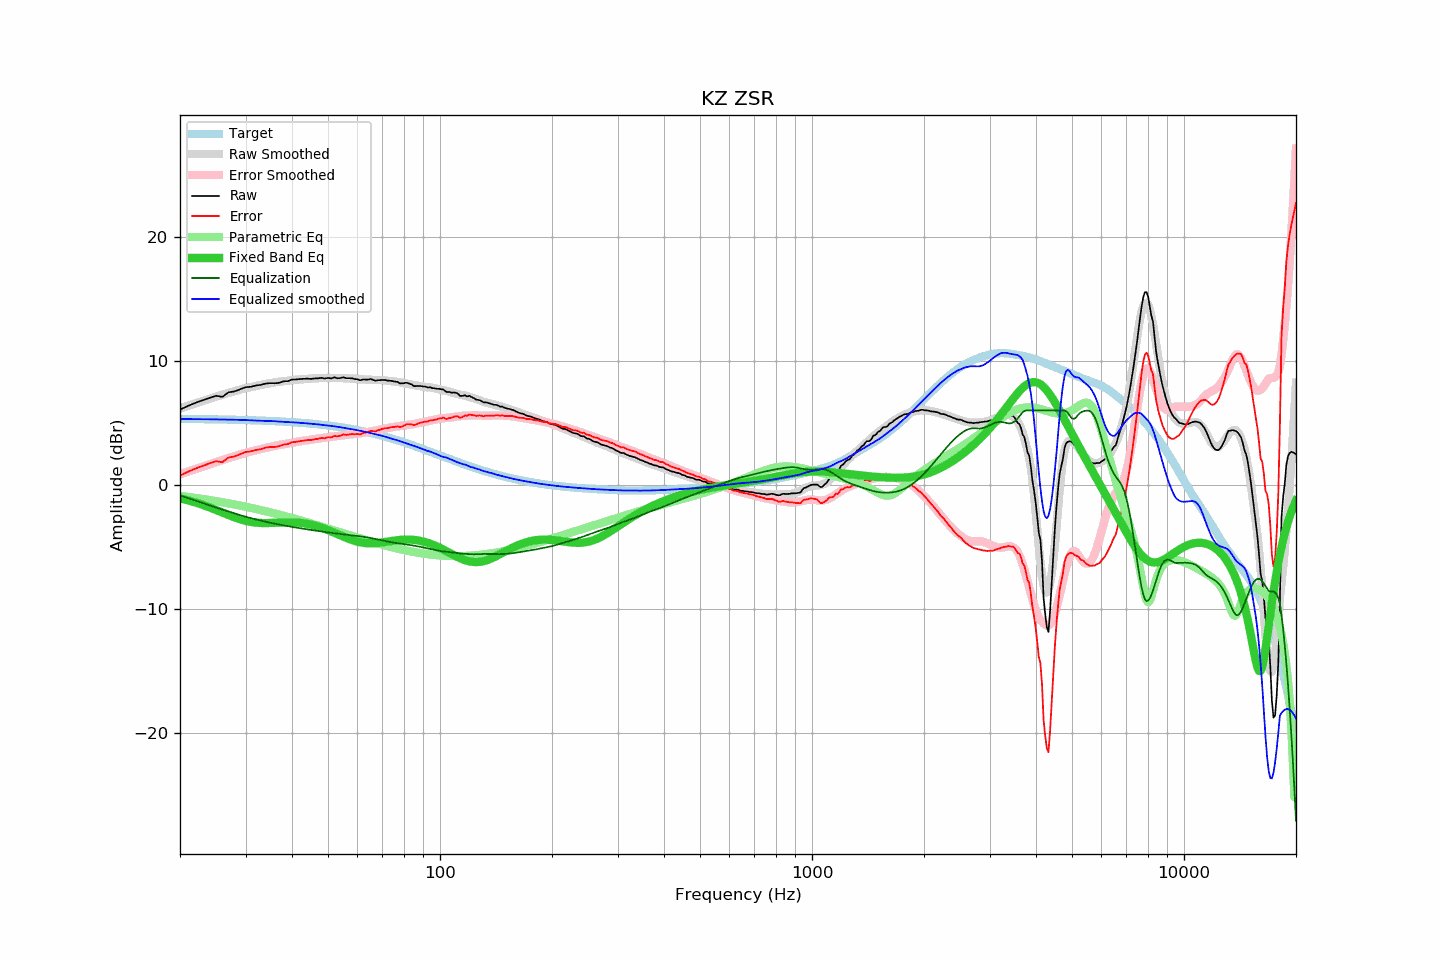 KZ ZSR
Target
Raw Smoothed
Error Smoothed
Raw
Error
Parametric Eq
Fixed Band Eq
Equalization
Equalized smoothed
20
10
0
−10
−20
Amplitude (dBr)
100
1000
10000
Frequency (Hz)